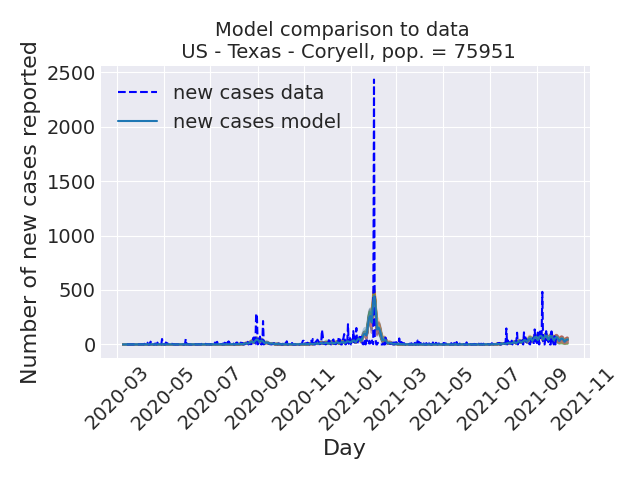 Model comparison to data
US - Texas - Coryell, pop. = 75951
Number of new cases reported
2500
2000
1500
1000
500
0
new cases data
new cases model
2020-03
2020-05
2020-07
2020-09
2020-11
2021-01
2021-03
2021-05
2021-07
2021-09
2021-11
Day